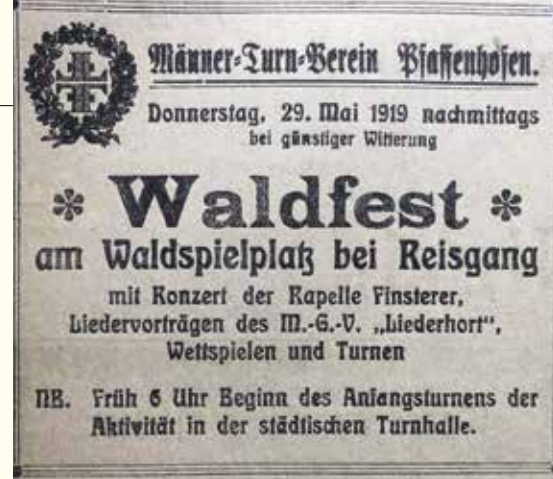 Männer-Turn-Verein Pfaffenhofen.
Donnerstag, 29. Mai 1919 nachmittags
bei günstiger Witterung
* Waldfest *
am Waldspielplatz bei Reisgang
mit Konzert der Kapelle Finsterer,
Liedervorträgen des M.-G.-V. „Liederhort“,
Wettspielen und Turnen
NB. Früh 6 Uhr Beginn des Anfangsturnens der
Aktivität in der städtischen Turnhalle.